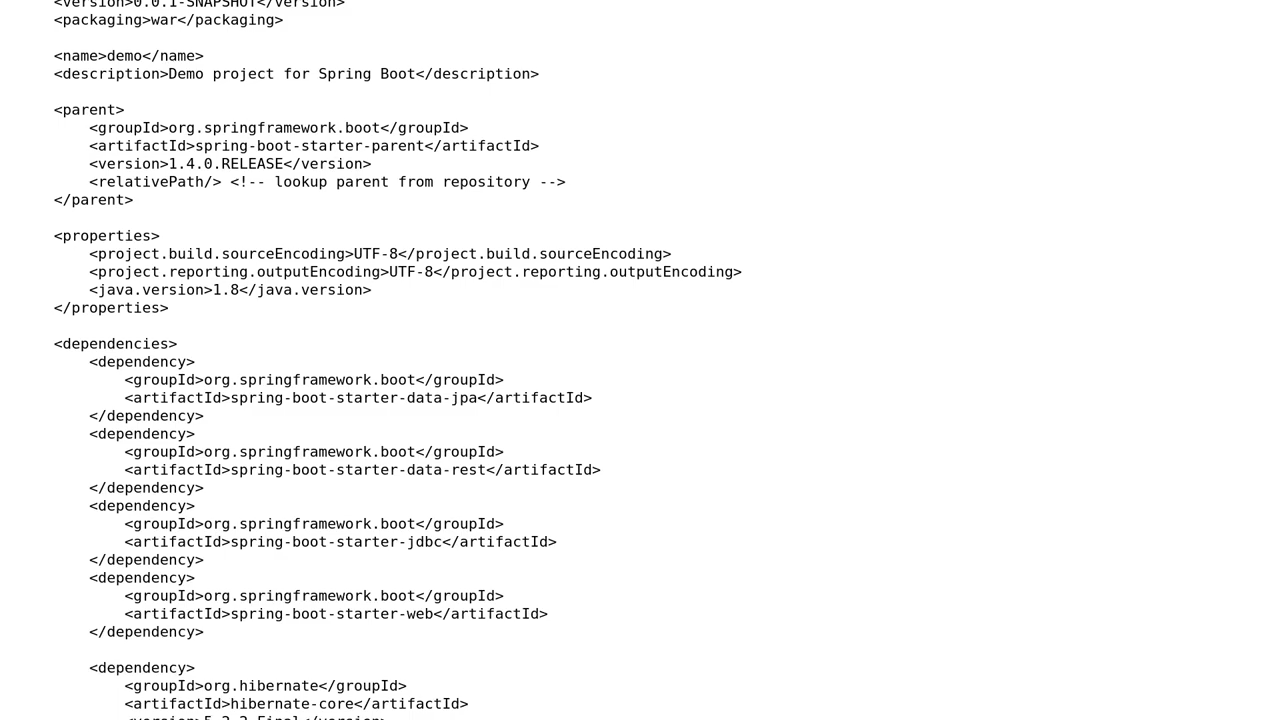 <version>0.0.1-SNAPSHOT</version>
<packaging>war</packaging>
<name>demo</name>
<description>Demo project for Spring Boot</description>
<parent>
<groupId>org.springframework.boot</groupId>
<artifactId>spring-boot-starter-parent</artifactId>
<version>1.4.0.RELEASE</version>
<relativePath/> <!-- lookup parent from repository -->
</parent>
<properties>
<project.build.sourceEncoding>UTF-8</project.build.sourceEncoding>
<project.reporting.outputEncoding>UTF-8</project.reporting.outputEncoding>
<java.version>1.8</java.version>
</properties>
<dependencies>
<dependency>
<groupId>org.springframework.boot</groupId>
<artifactId>spring-boot-starter-data-jpa</artifactId>
</dependency>
<dependency>
<groupId>org.springframework.boot</groupId>
<artifactId>spring-boot-starter-data-rest</artifactId>
</dependency>
<dependency>
<groupId>org.springframework.boot</groupId>
<artifactId>spring-boot-starter-jdbc</artifactId>
</dependency>
<dependency>
<groupId>org.springframework.boot</groupId>
<artifactId>spring-boot-starter-web</artifactId>
</dependency>
<dependency>
<groupId>org.hibernate</groupId>
<artifactId>hibernate-core</artifactId>